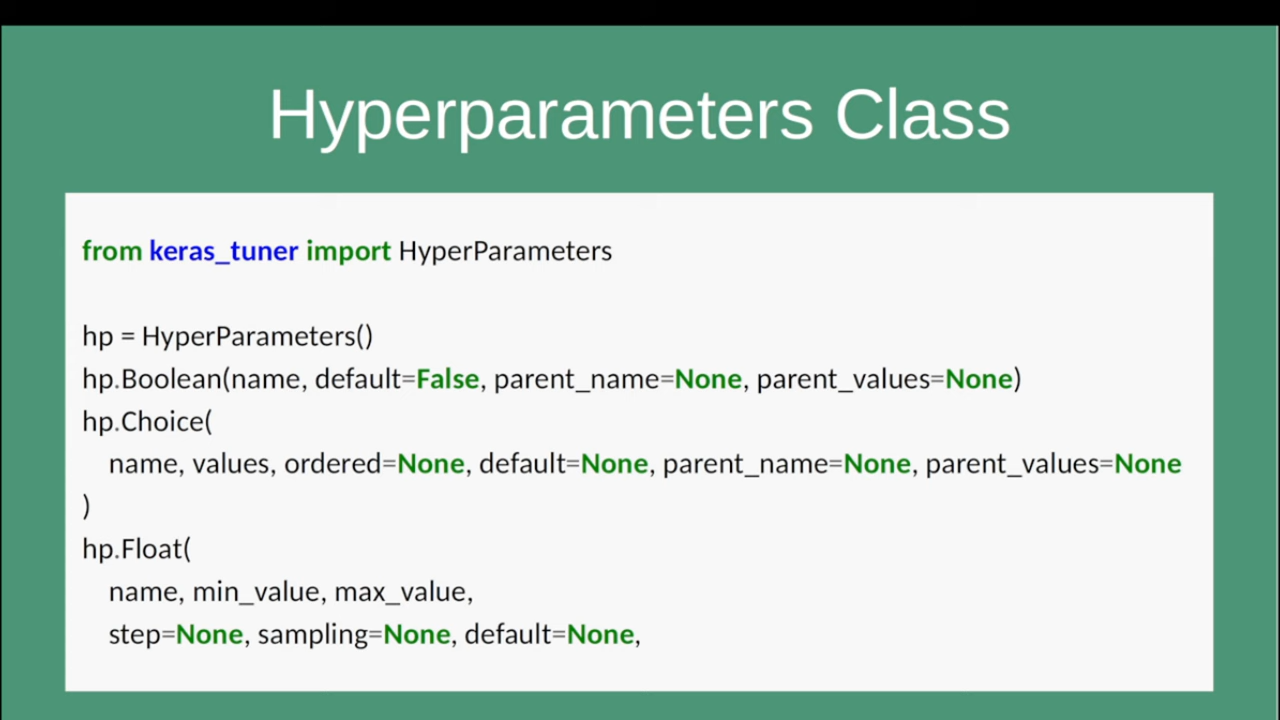 Hyperparameters Class
from keras_tuner import HyperParameters
hp = HyperParameters()
hp.Boolean(name, default=False, parent_name=None, parent_values=None)
hp.Choice(
name, values, ordered=None, default=None, parent_name=None, parent_values=None
)
hp.Float(
name, min_value, max_value,
step=None, sampling=None, default=None,